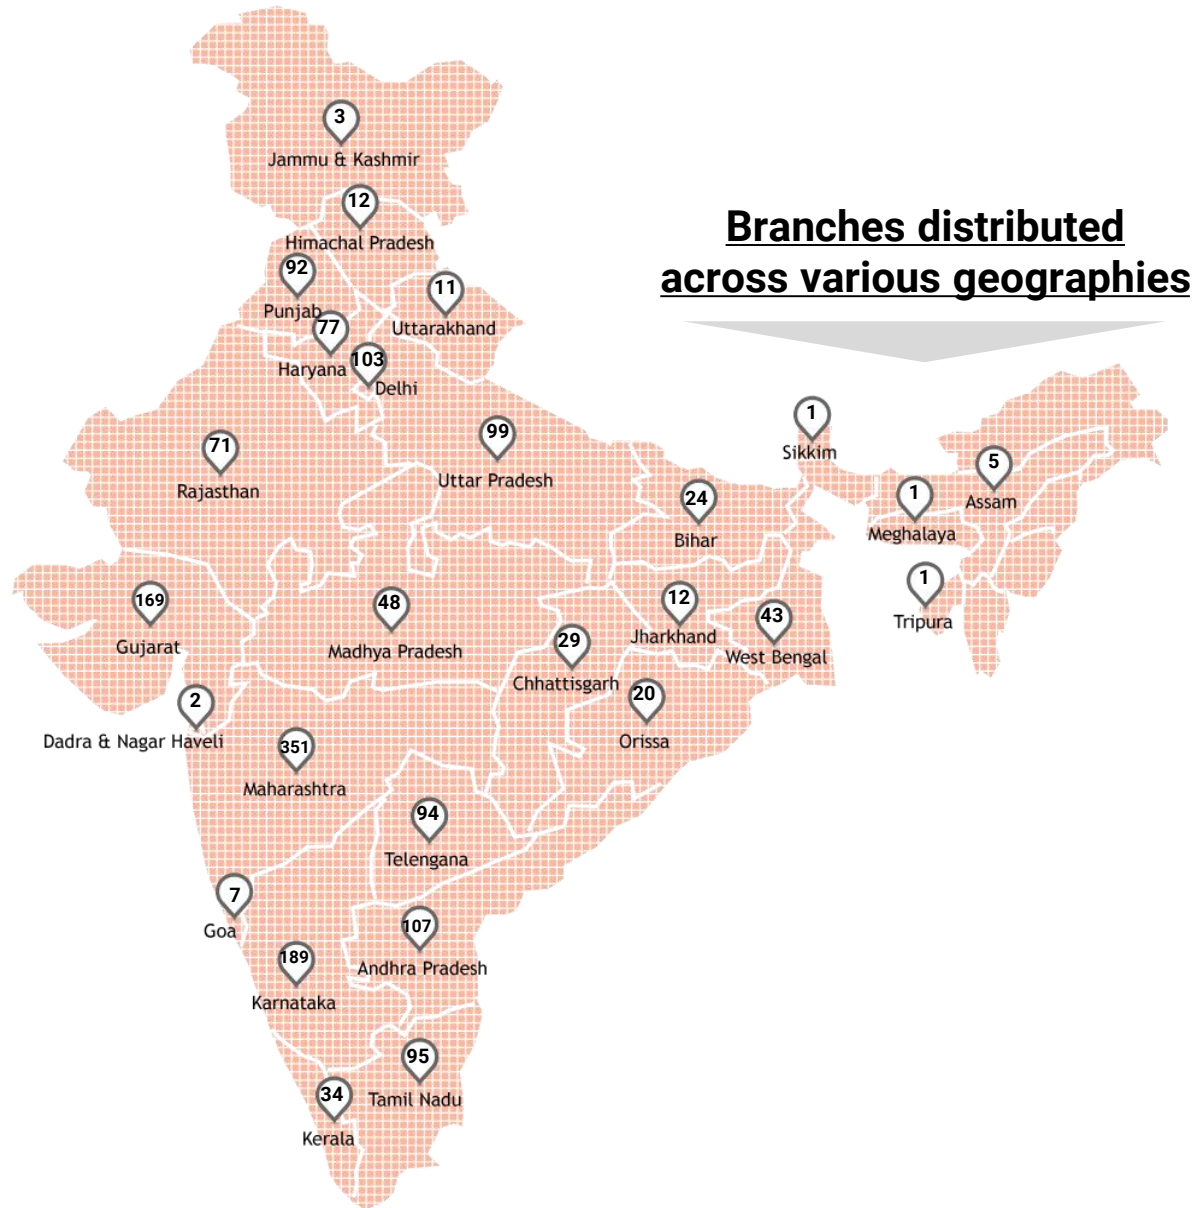 3
Jammu & Kashmir
12
Himachal Pradesh
Branches distributed
across various geographies
92
Punjab
11
Uttarakhand
77
Haryana
103
Delhi
1
Sikkim
99
Uttar Pradesh
71
Rajasthan
5
Assam
24
Bihar
1
Meghalaya
1
Tripura
169
Gujarat
48
Madhya Pradesh
12
Jharkhand
43
West Bengal
29
Chhattisgarh
20
Orissa
2
Dadra & Nagar Haveli
351
Maharashtra
94
Telengana
7
Goa
107
Andhra Pradesh
189
Karnataka
95
Tamil Nadu
34
Kerala